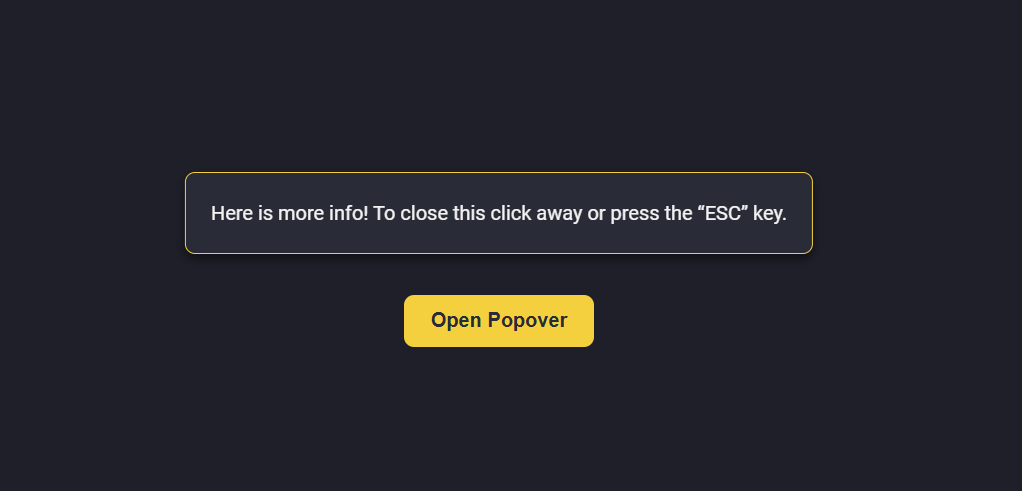 Here is more info! To close this click away or press the “ESC” key.
Open Popover